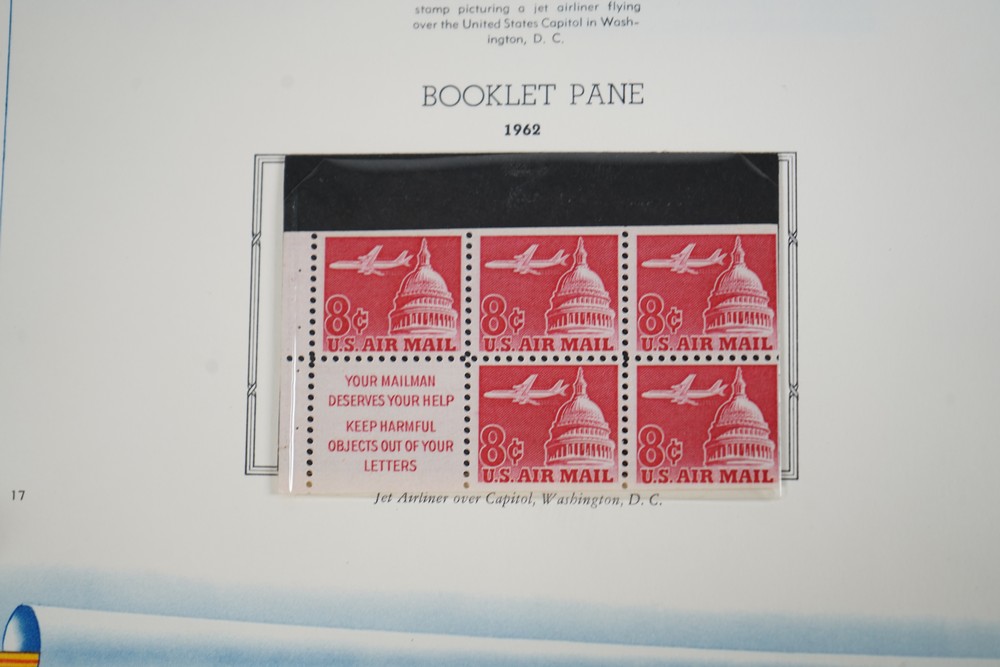 stamp picturing a jet airliner flying
over the United States Capitol in Wash-
ington, D. C.
BOOKLET PANE
1962
8¢
U.S. AIR MAIL
8¢
U.S. AIR MAIL
8¢
U.S. AIR MAIL
YOUR MAILMAN
DESERVES YOUR HELP
KEEP HARMFUL
OBJECTS OUT OF YOUR
LETTERS
8¢
U.S. AIR MAIL
8¢
U.S. AIR MAIL
17
Jet Airliner over Capitol, Washington, D. C.